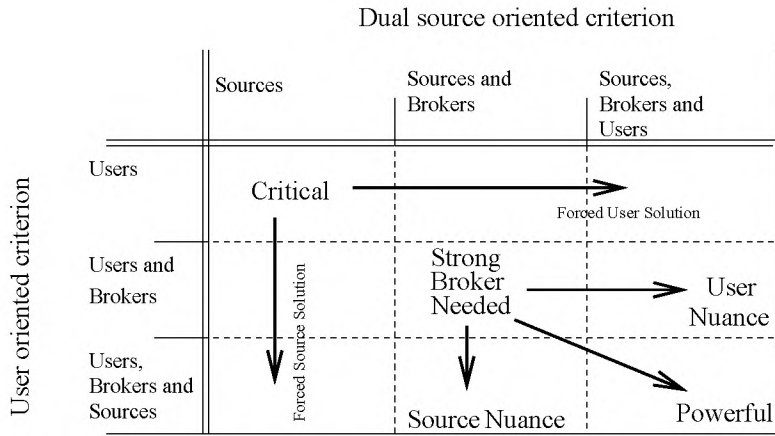 Dual source oriented criterion
Sources
Sources and
Brokers
Sources,
Brokers and
Users
User oriented criterion
Users
Critical
Forced User Solution
Users and
Brokers
Forced Source Solution
Strong
Broker
Needed
User
Nuance
Users,
Brokers and
Sources
Source Nuance
Powerful